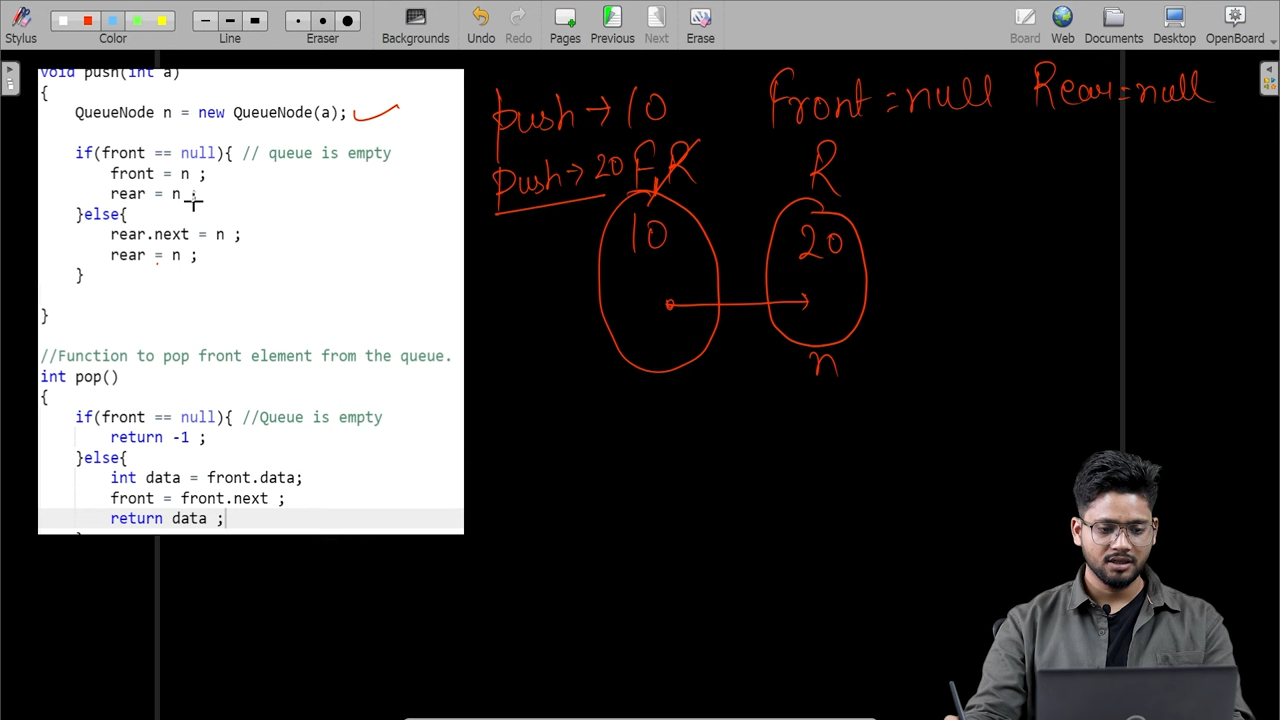 Stylus
Color
Line
Eraser
Backgrounds
Undo
Redo
Pages
Previous
Next
Erase
Board
Web
Documents
Desktop
OpenBoard
void push(int a)
{
QueueNode n = new QueueNode(a);
if(front == null){ // queue is empty
front = n ;
rear = n ;
}else{
rear.next = n ;
rear = n ;
}
}
//Function to pop front element from the queue.
int pop()
{
if(front == null){ //Queue is empty
return -1 ;
}else{
int data = front.data;
front = front.next ;
return data ;
push → 10
Front = null
Rear = null
push → 20
F, R
R
10
20
n